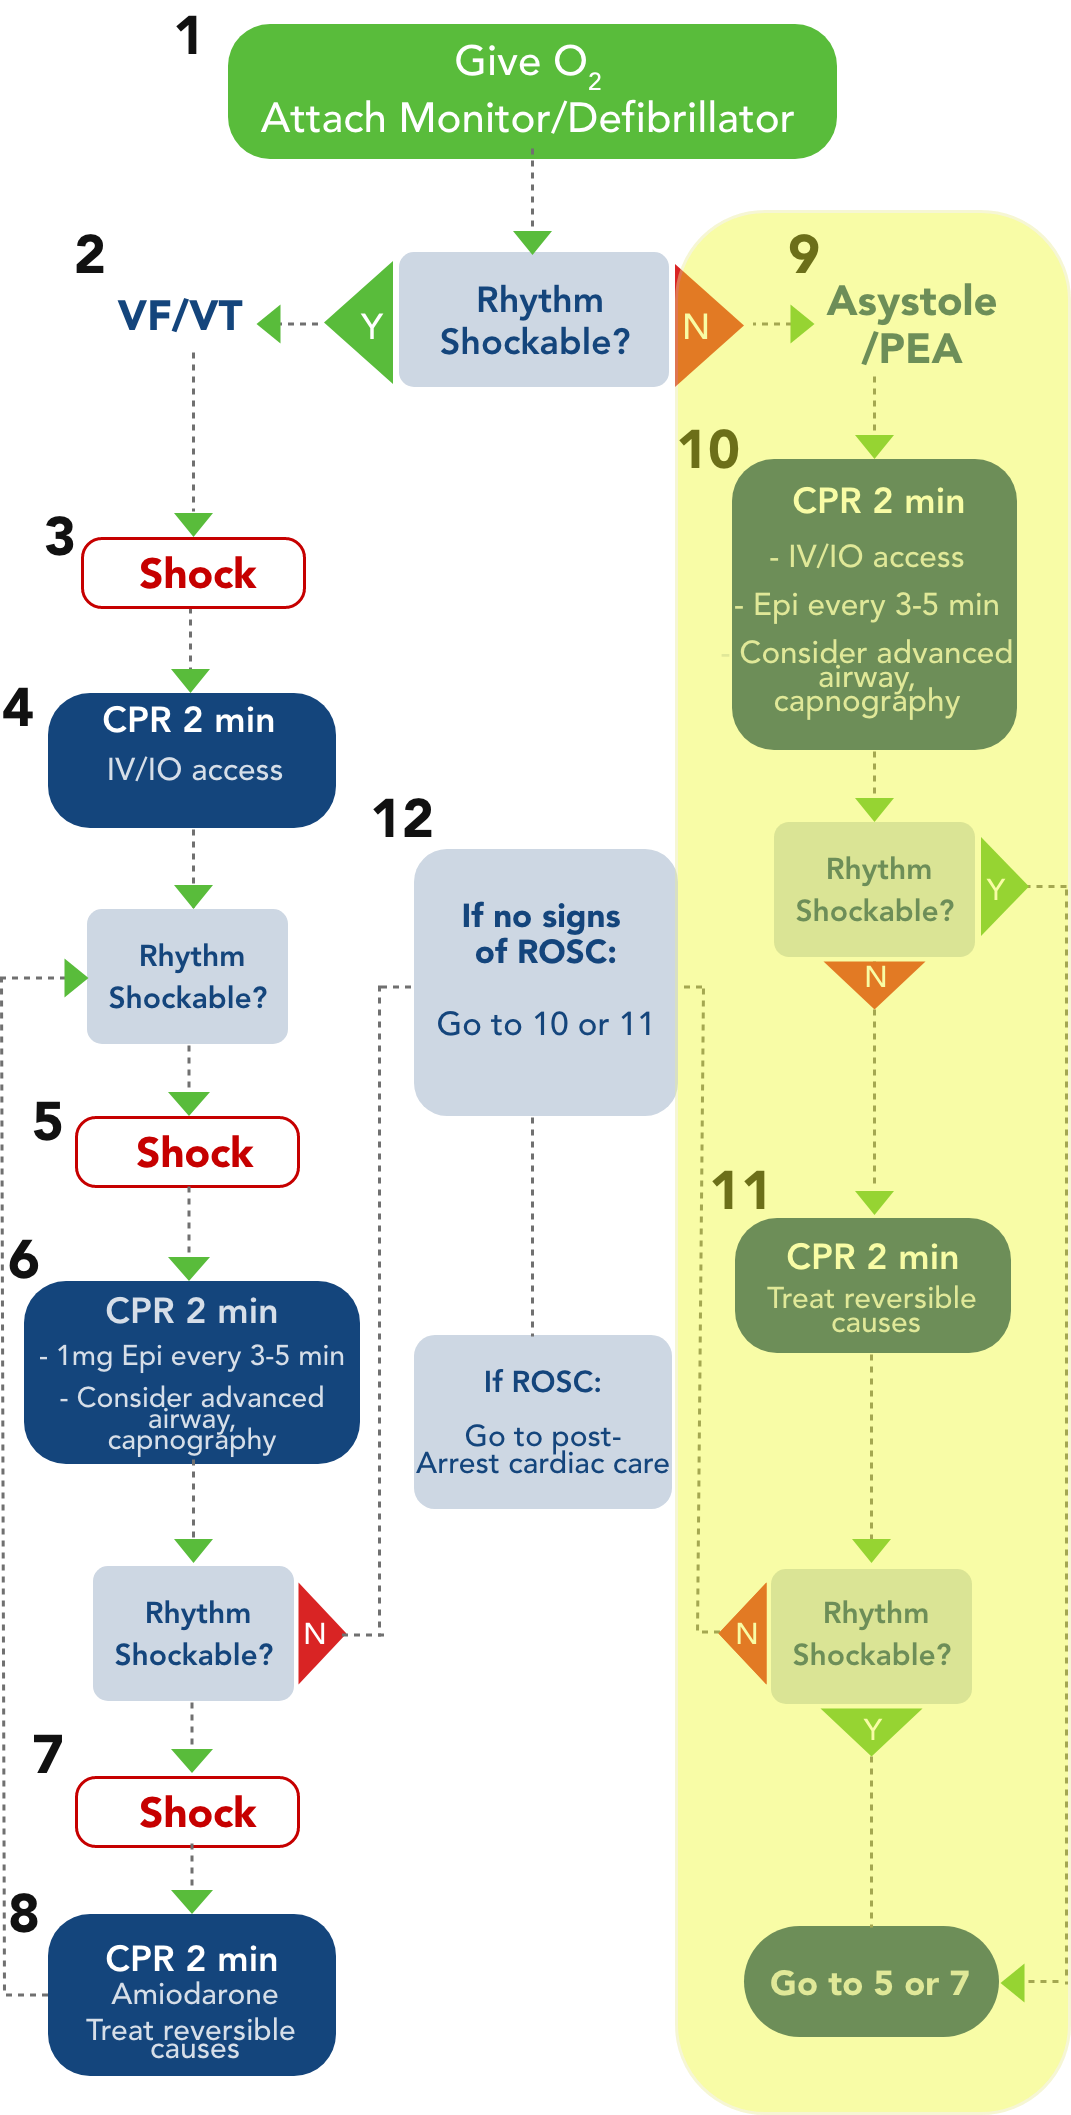 1
Give O2
Attach Monitor/Defibrillator
2
VF/VT
Y
Rhythm
Shockable?
N
9
Asystole
/PEA
3
Shock
4
CPR 2 min
IV/IO access
Rhythm
Shockable?
5
Shock
6
CPR 2 min
- 1mg Epi every 3-5 min
- Consider advanced
airway,
capnography
Rhythm
Shockable?
N
7
Shock
8
CPR 2 min
Amiodarone
Treat reversible
causes
12
If no signs
of ROSC:
Go to 10 or 11
If ROSC:
Go to post-
Arrest cardiac care
10
CPR 2 min
- IV/IO access
- Epi every 3-5 min
- Consider advanced
airway,
capnography
Rhythm
Shockable?
Y
N
11
CPR 2 min
Treat reversible
causes
N
Rhythm
Shockable?
Y
Go to 5 or 7